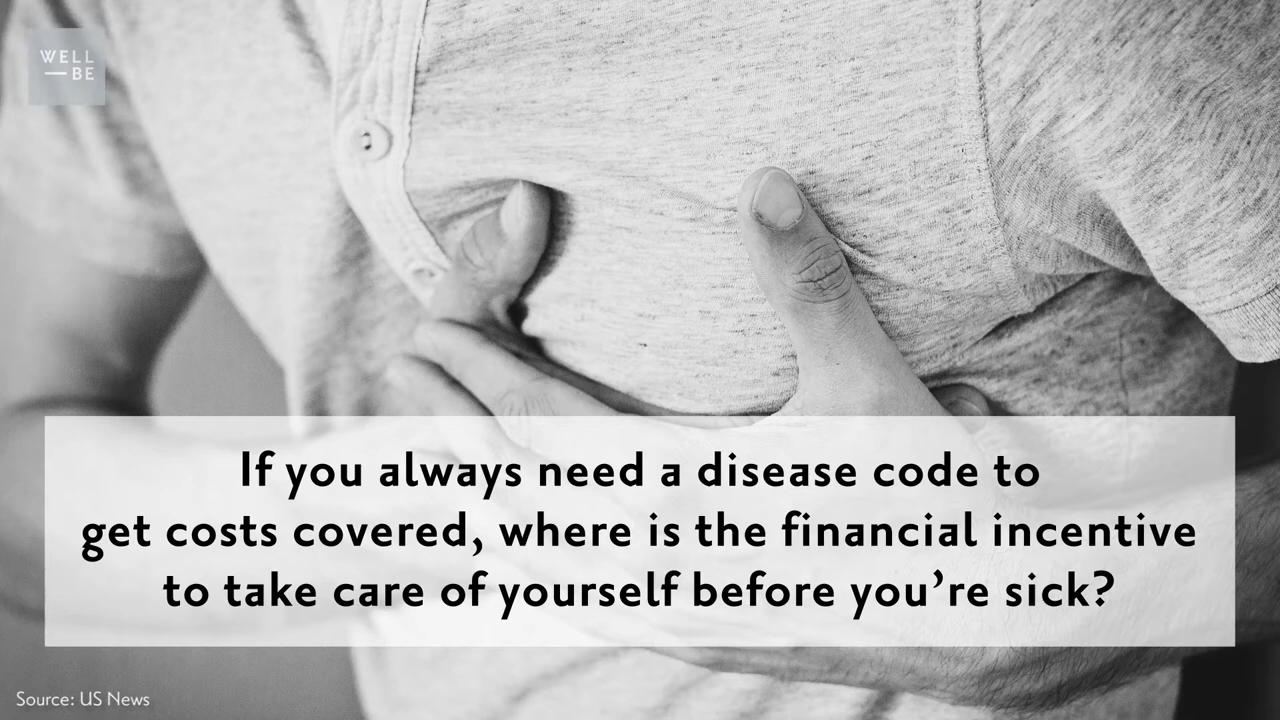 WELL
—BE
If you always need a disease code to
get costs covered, where is the financial incentive
to take care of yourself before you’re sick?
Source: US News